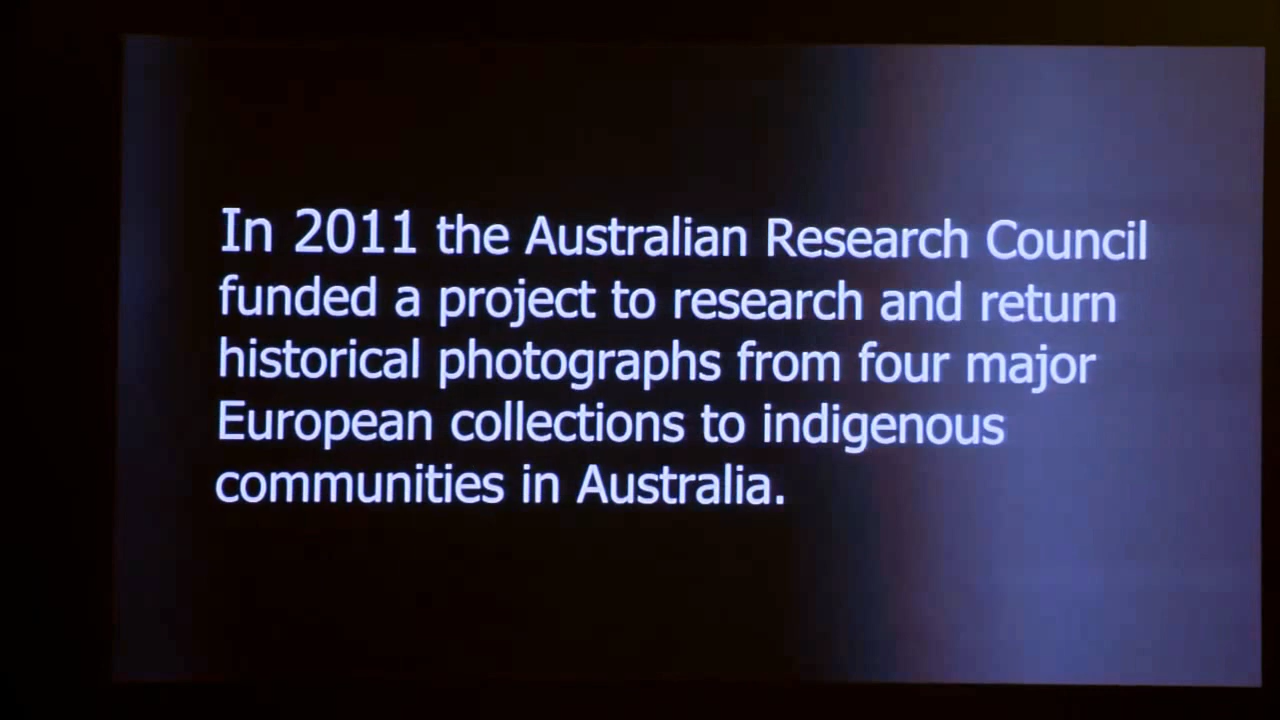 In 2011 the Australian Research Council
funded a project to research and return
historical photographs from four major
European collections to indigenous
communities in Australia.